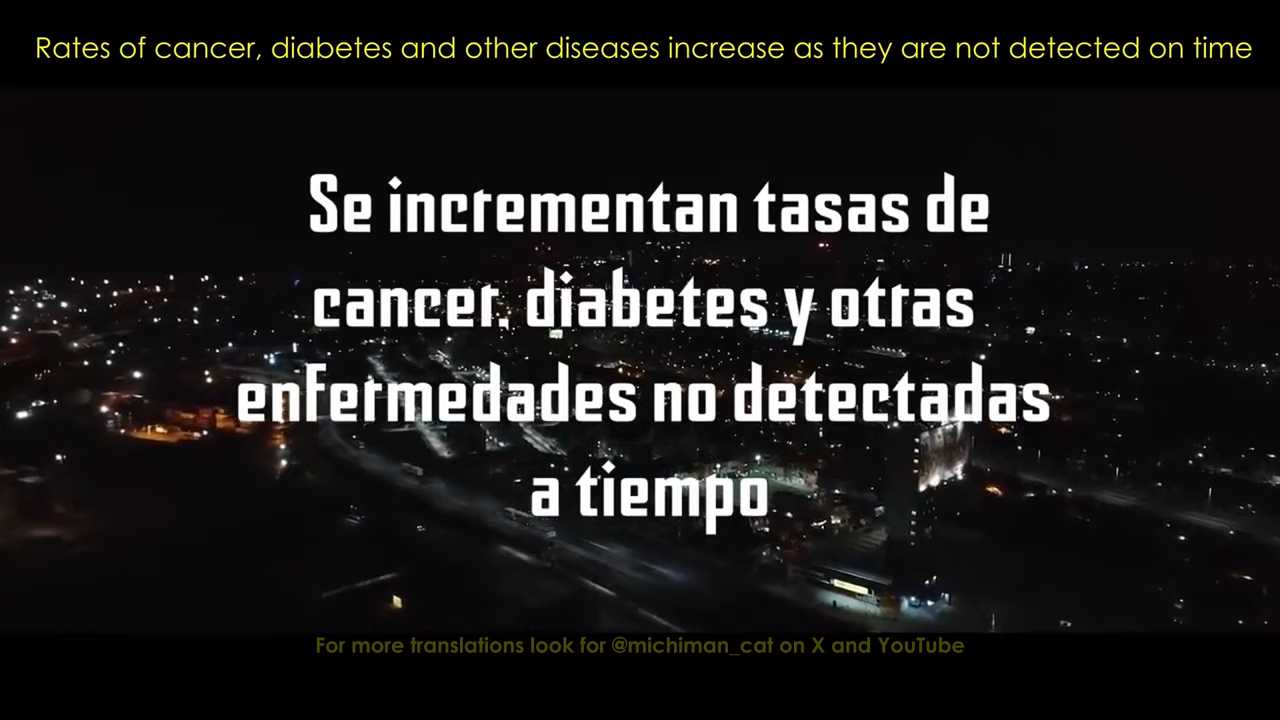 Rates of cancer, diabetes and other diseases increase as they are not detected on time
Se incrementan tasas de
cancer, diabetes y otras
enfermedades no detectadas
a tiempo
For more translations look for @michiman_cat on X and YouTube